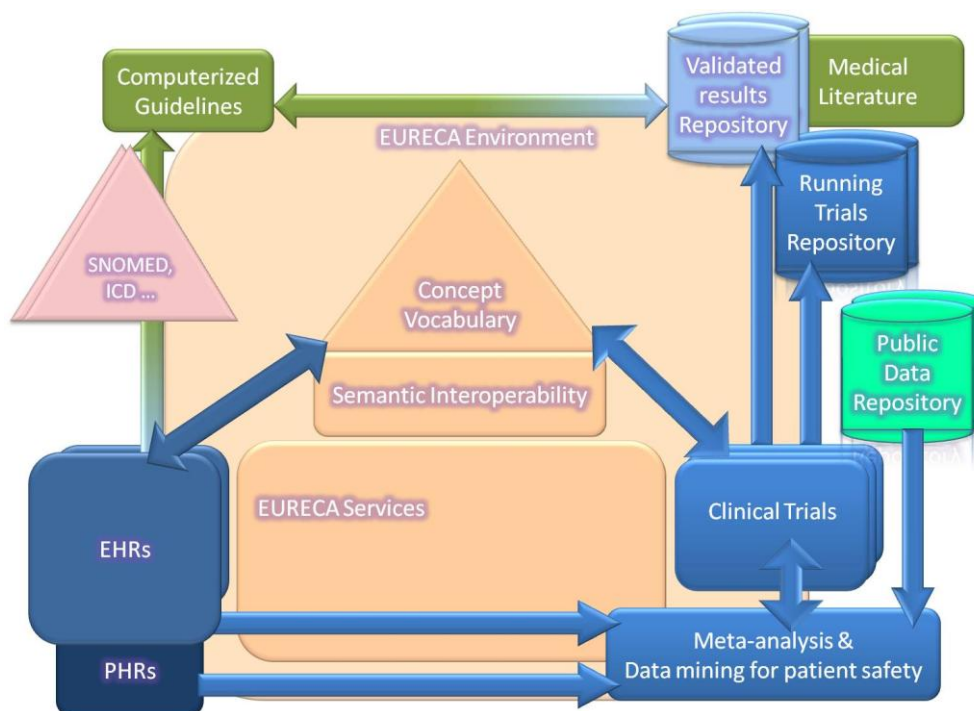 Computerized
Guidelines
Validated
results
Repository
Medical
Literature
EURECA Environment
Running
Trials
Repository
SNOMED,
ICD ...
Concept
Vocabulary
Public
Data
Repository
Semantic Interoperability
EURECA Services
Clinical Trials
EHRs
Meta-analysis &
Data mining for patient safety
PHRs